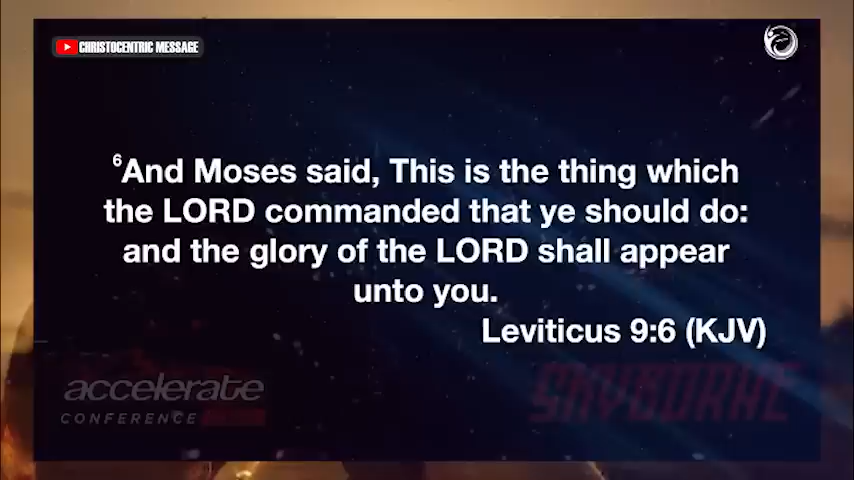 CHRISTOCENTRIC MESSAGE
6And Moses said, This is the thing which
the LORD commanded that ye should do:
and the glory of the LORD shall appear
unto you.
Leviticus 9:6 (KJV)
accelerate
CONFERENCE
SKYBORNE